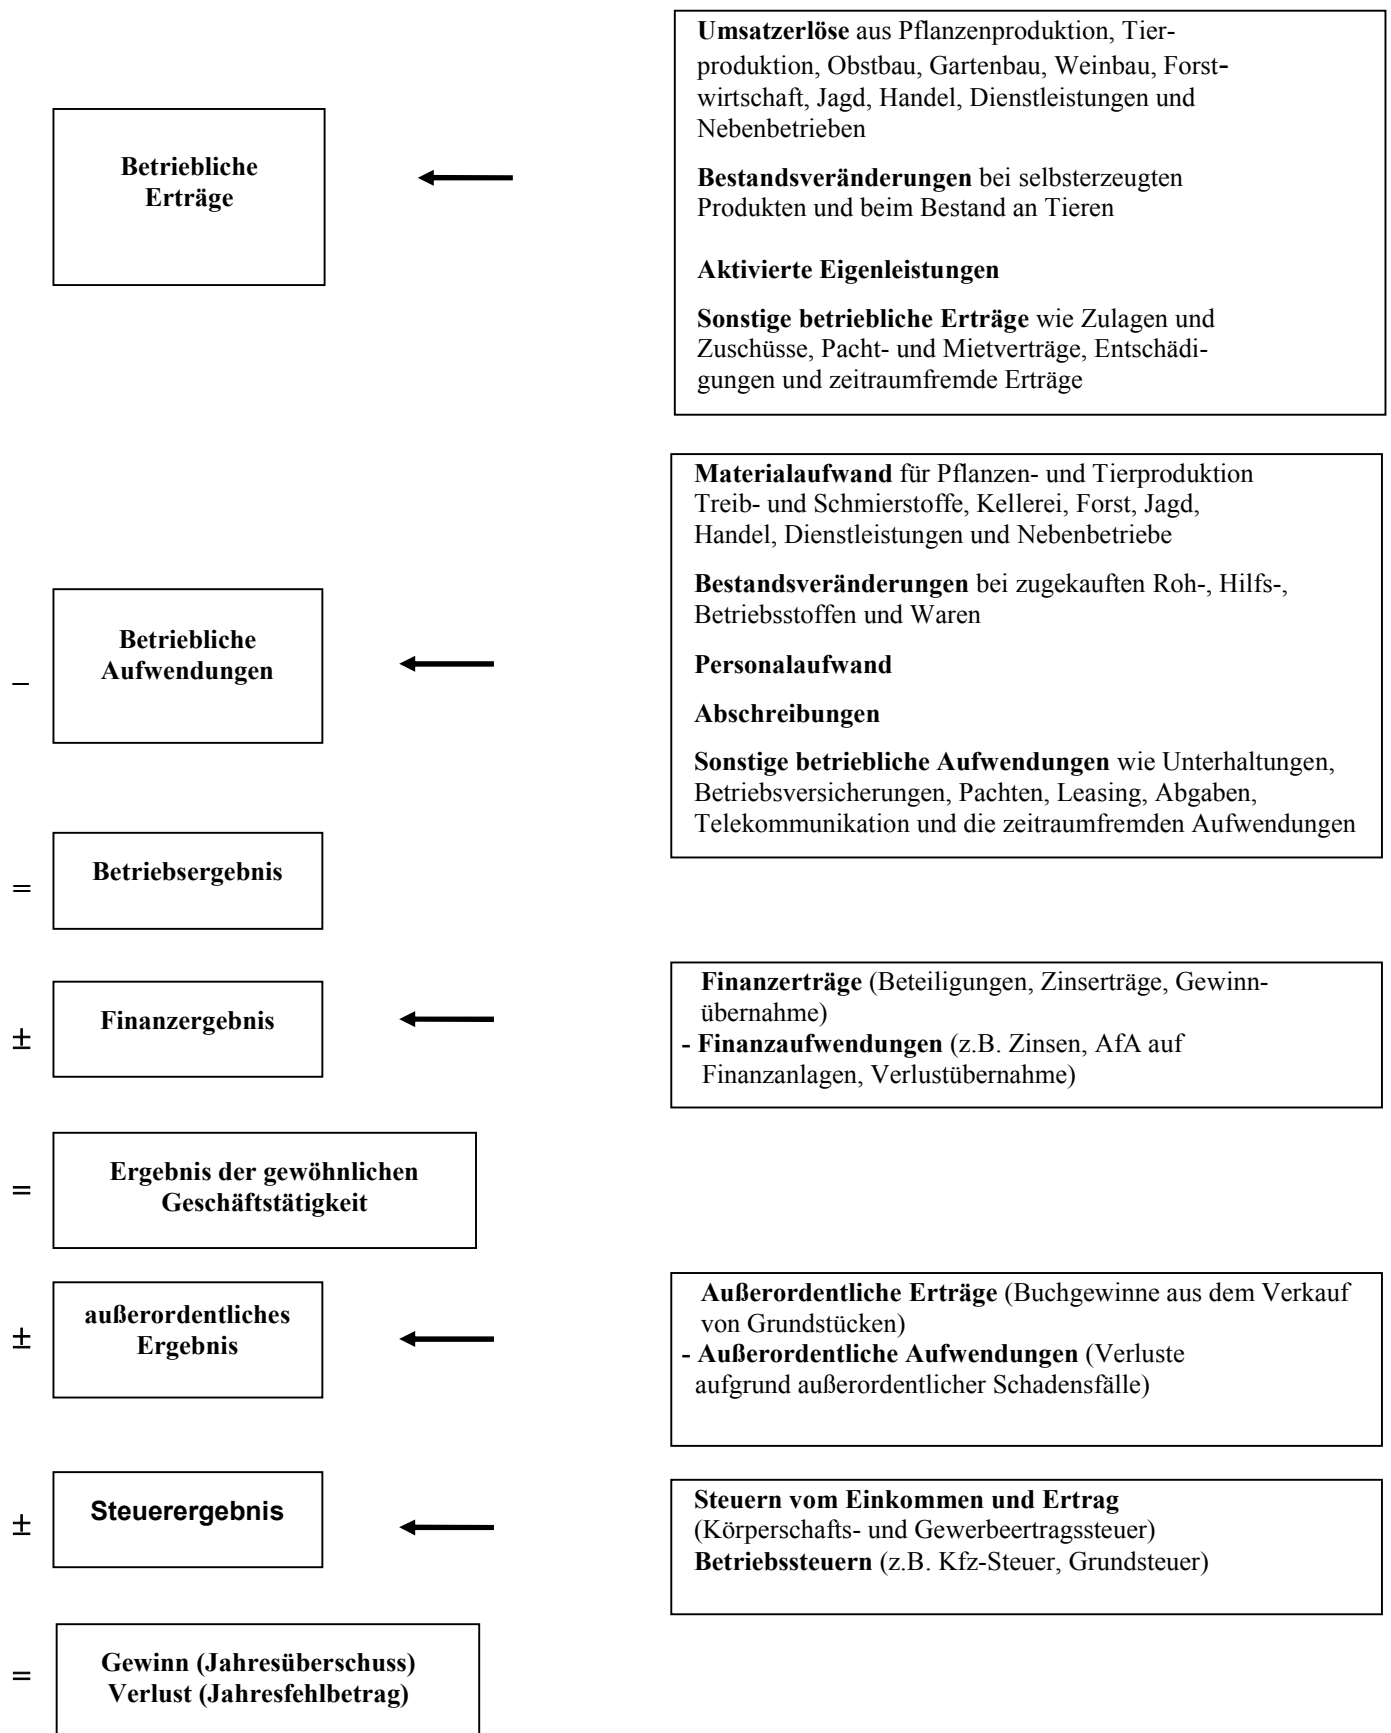 Umsatzerlöse aus Pflanzenproduktion, Tier-
produktion, Obstbau, Gartenbau, Weinbau, Forst-
wirtschaft, Jagd, Handel, Dienstleistungen und
Nebenbetrieben
Betriebliche
Erträge
Bestandsveränderungen bei selbsterzeugten
Produkten und beim Bestand an Tieren
Aktivierte Eigenleistungen
Sonstige betriebliche Erträge wie Zulagen und
Zuschüsse, Pacht- und Mietverträge, Entschädi-
gungen und zeitraumfremde Erträge
Materialaufwand für Pflanzen- und Tierproduktion
Treib- und Schmierstoffe, Kellerei, Forst, Jagd,
Handel, Dienstleistungen und Nebenbetriebe
Bestandsveränderungen bei zugekauften Roh-, Hilfs-,
Betriebsstoffen und Waren
–
Betriebliche
Aufwendungen
Personalaufwand
Abschreibungen
Sonstige betriebliche Aufwendungen wie Unterhaltungen,
Betriebsversicherungen, Pachten, Leasing, Abgaben,
Telekommunikation und die zeitraumfremden Aufwendungen
=
Betriebsergebnis
±
Finanzergebnis
Finanzerträge (Beteiligungen, Zinserträge, Gewinn-
übernahme)
- Finanzaufwendungen (z.B. Zinsen, AfA auf
Finanzanlagen, Verlustübernahme)
=
Ergebnis der gewöhnlichen
Geschäftstätigkeit
±
außerordentliches
Ergebnis
Außerordentliche Erträge (Buchgewinne aus dem Verkauf
von Grundstücken)
- Außerordentliche Aufwendungen (Verluste
aufgrund außerordentlicher Schadensfälle)
±
Steuerergebnis
Steuern vom Einkommen und Ertrag
(Körperschafts- und Gewerbeertragssteuer)
Betriebssteuern (z.B. Kfz-Steuer, Grundsteuer)
=
Gewinn (Jahresüberschuss)
Verlust (Jahresfehlbetrag)